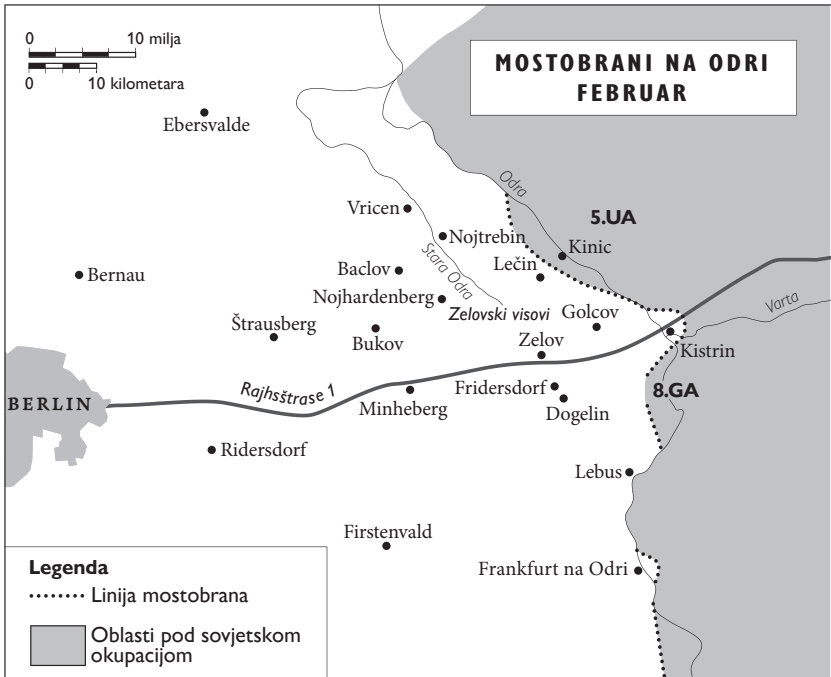 0 10 milja
0 10 kilometara
MOSTOBRANI NA ODRI
FEBRUAR
Ebersvalde
Odra
Vricen
5.UA
Nojtrebin
Kinic
Stara Odra
Baclov
Lečin
Bernau
Nojhardenberg
Zelovski visovi
Golcov
Varta
Štrausberg
Bukov
Zelov
Kistrin
Rajhsštrase 1
Fridersdorf
8.GA
BERLIN
Minheberg
Dogelin
Ridersdorf
Lebus
Firstenvald
Frankfurt na Odri
Legenda
Linija mostobrana
Oblasti pod sovjetskom
okupacijom